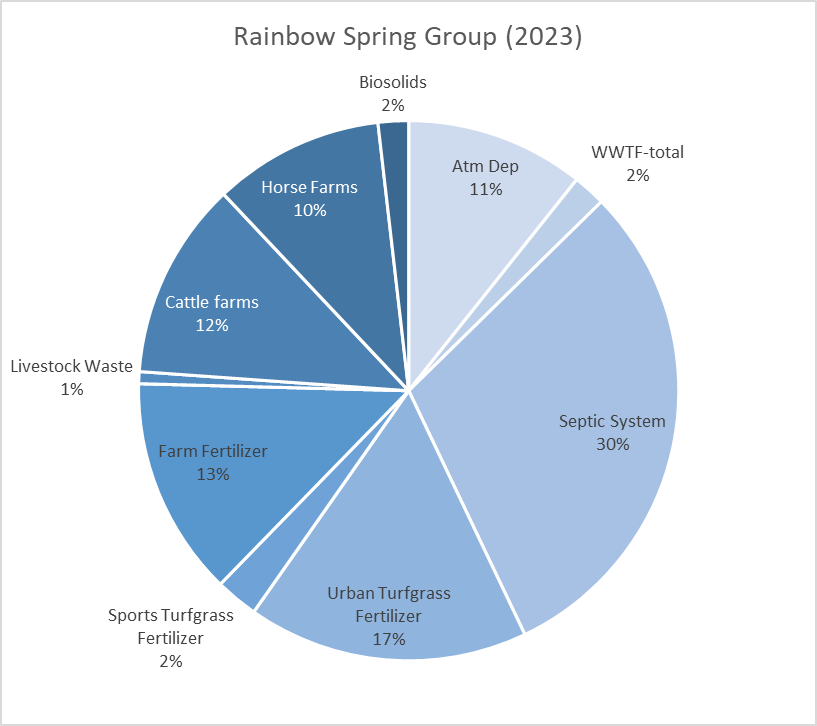 Rainbow Spring Group (2023)
Biosolids
2%
Atm Dep
11%
WWTF-total
2%
Horse Farms
10%
Cattle farms
12%
Livestock Waste
1%
Septic System
30%
Farm Fertilizer
13%
Urban Turfgrass
Fertilizer
17%
Sports Turfgrass
Fertilizer
2%